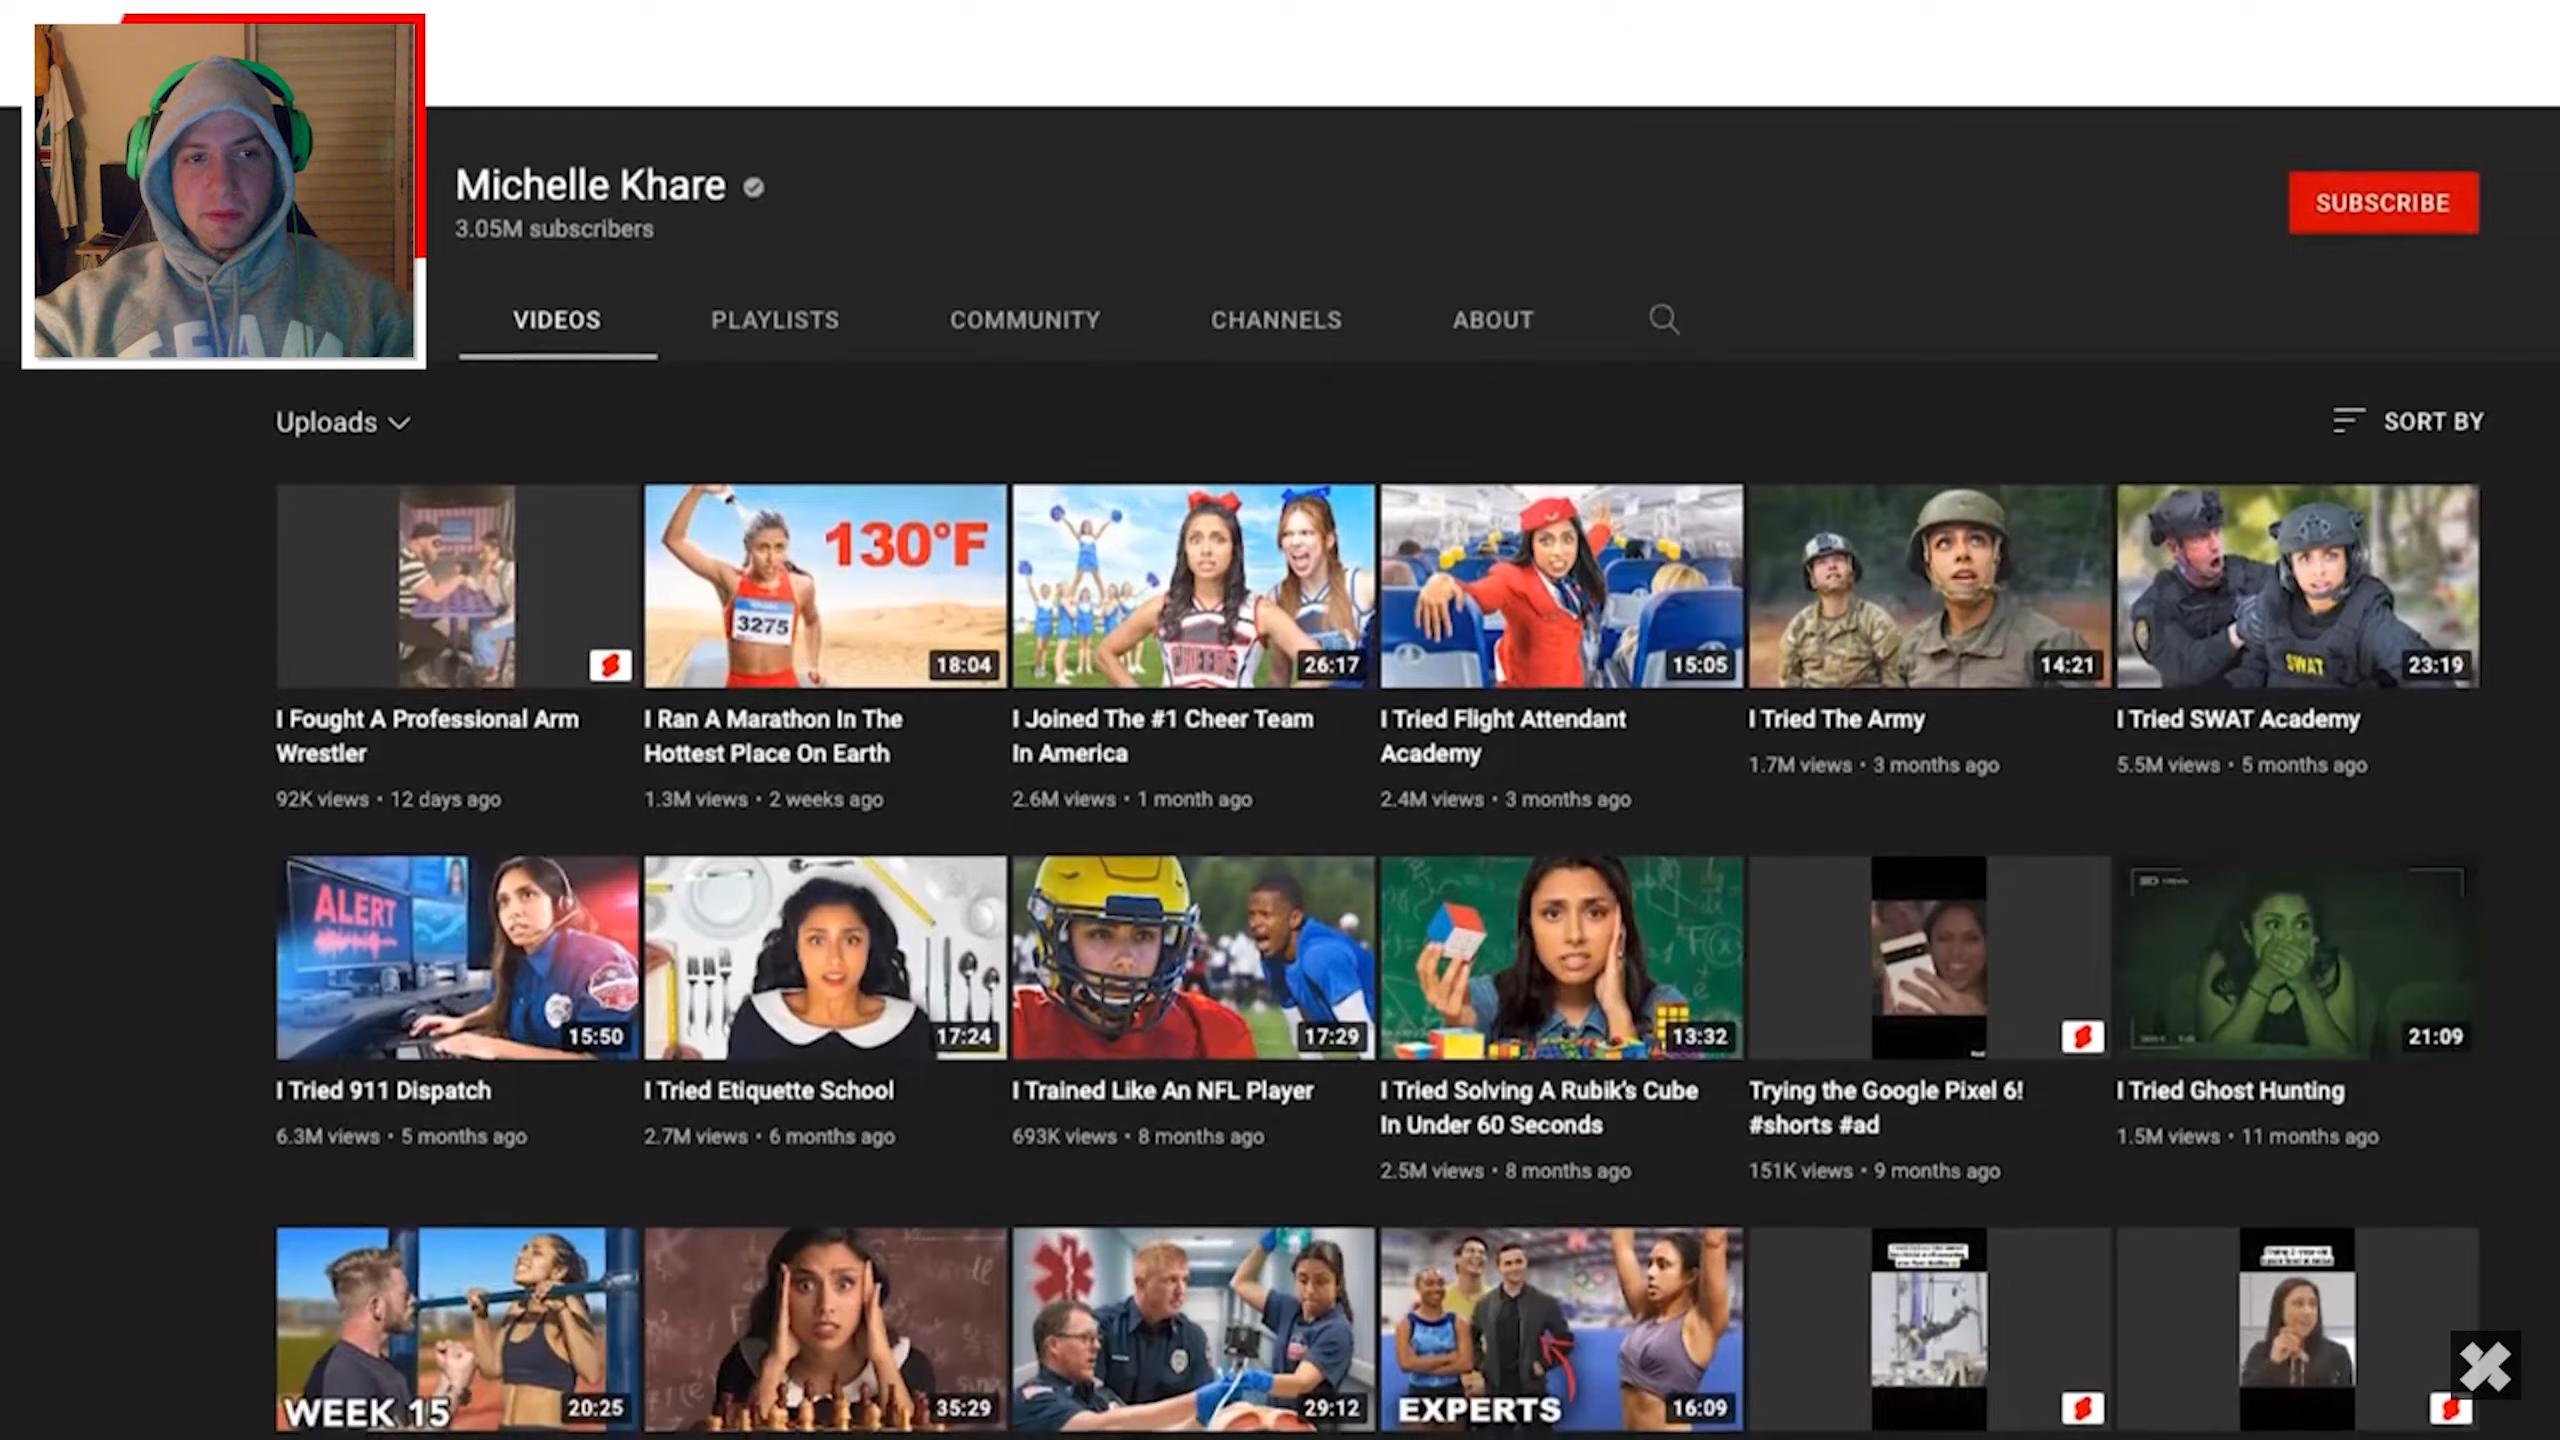 Michelle Khare
3.05M subscribers
SUBSCRIBE
VIDEOS
PLAYLISTS
COMMUNITY
CHANNELS
ABOUT
Uploads
SORT BY
130°F
3275
18:04
CHEERS
26:17
15:05
14:21
SWAT
23:19
I Fought A Professional Arm
Wrestler
92K views • 12 days ago
I Ran A Marathon In The
Hottest Place On Earth
1.3M views • 2 weeks ago
I Joined The #1 Cheer Team
In America
2.6M views • 1 month ago
I Tried Flight Attendant
Academy
2.4M views • 3 months ago
I Tried The Army
1.7M views • 3 months ago
I Tried SWAT Academy
5.5M views • 5 months ago
ALERT
15:50
17:24
17:29
13:32
21:09
I Tried 911 Dispatch
6.3M views • 5 months ago
I Tried Etiquette School
2.7M views • 6 months ago
I Trained Like An NFL Player
693K views • 8 months ago
I Tried Solving A Rubik's Cube
In Under 60 Seconds
2.5M views • 8 months ago
Trying the Google Pixel 6!
#shorts #ad
151K views • 9 months ago
I Tried Ghost Hunting
1.5M views • 11 months ago
WEEK 15
20:25
35:29
29:12
EXPERTS
16:09